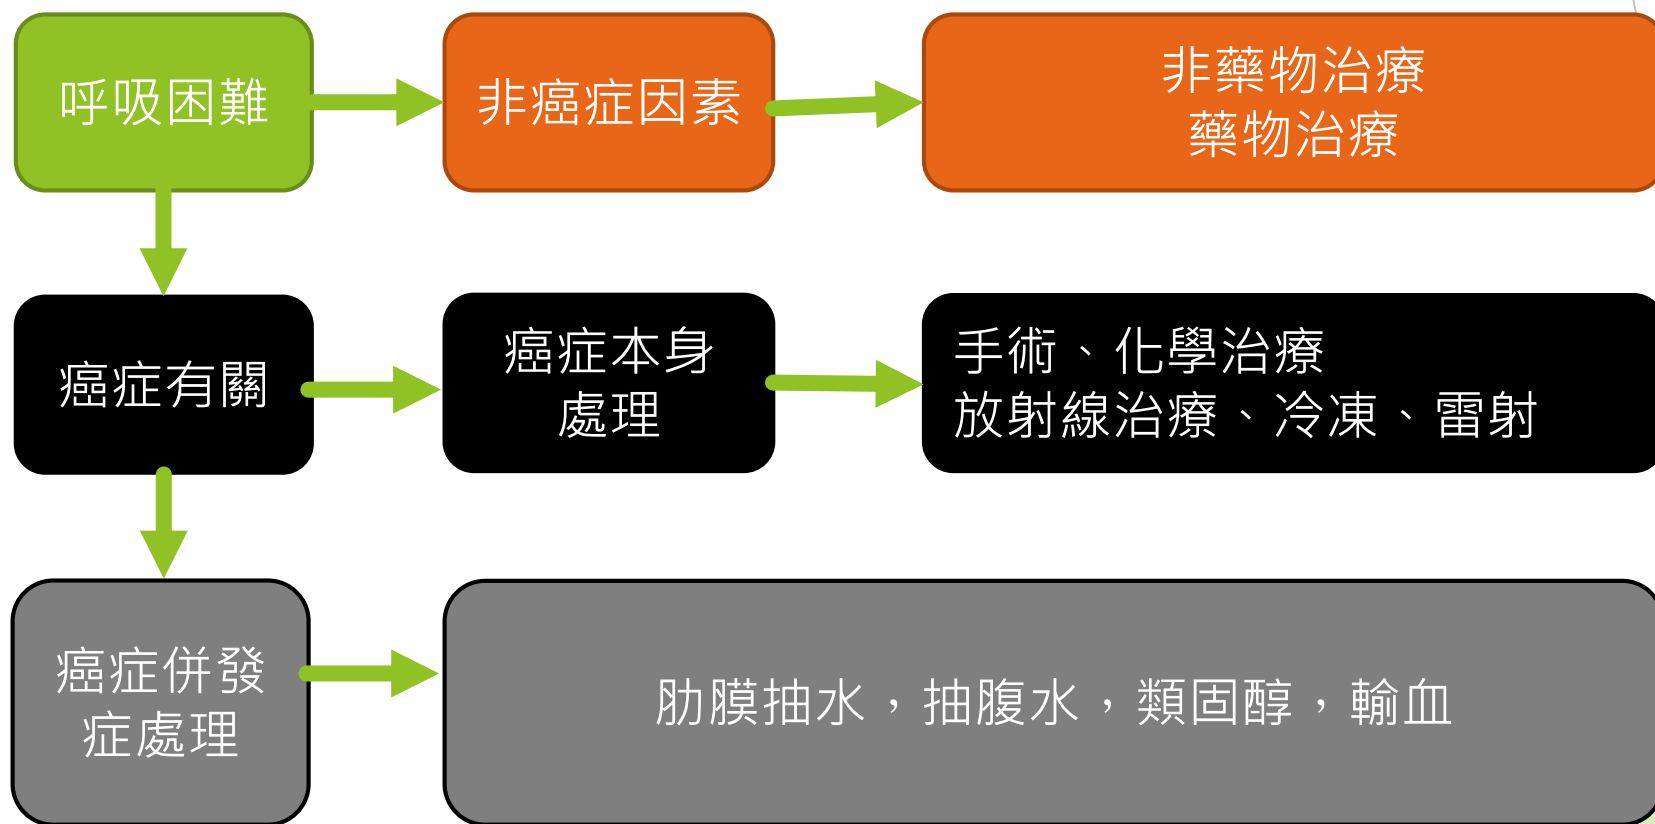 呼吸困難
非癌症因素
非藥物治療
藥物治療
癌症有關
癌症本身
處理
手術、化學治療
放射線治療、冷凍、雷射
癌症併發
症處理
肋膜抽水，抽腹水，類固醇，輸血